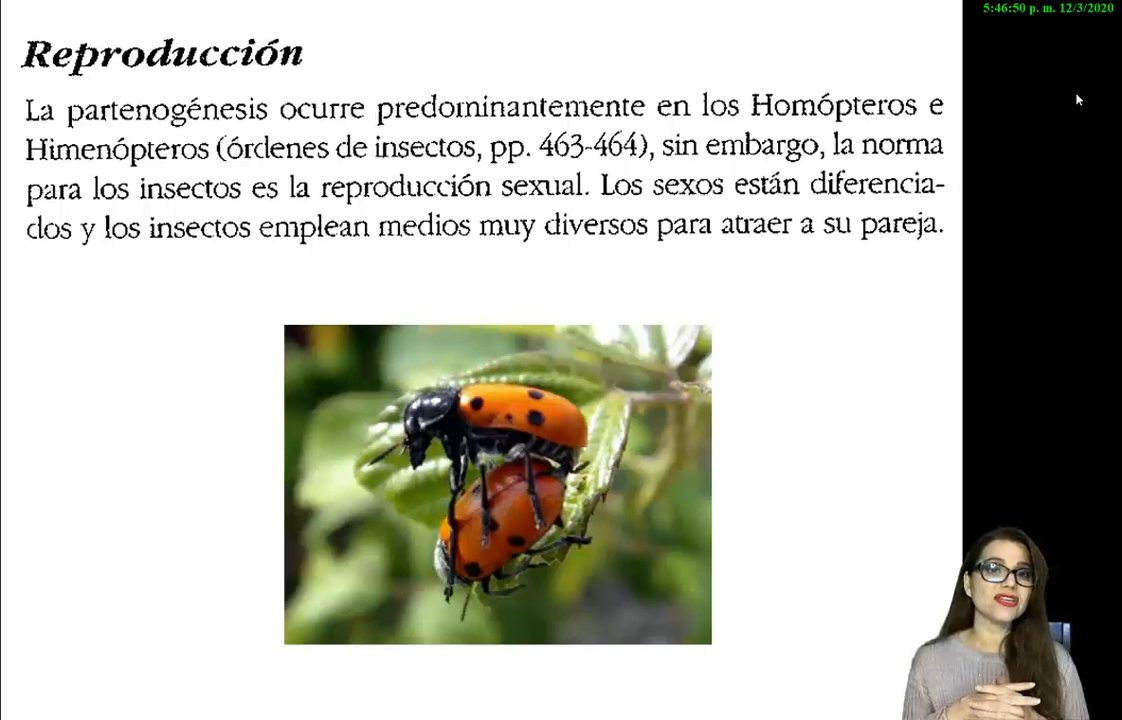 5:46:50 p. m. 12/3/2020
Reproducción
La partenogénesis ocurre predominantemente en los Homópteros e
Himenópteros (órdenes de insectos, pp. 463-464), sin embargo, la norma
para los insectos es la reproducción sexual. Los sexos están diferencia-
dos y los insectos emplean medios muy diversos para atraer a su pareja.